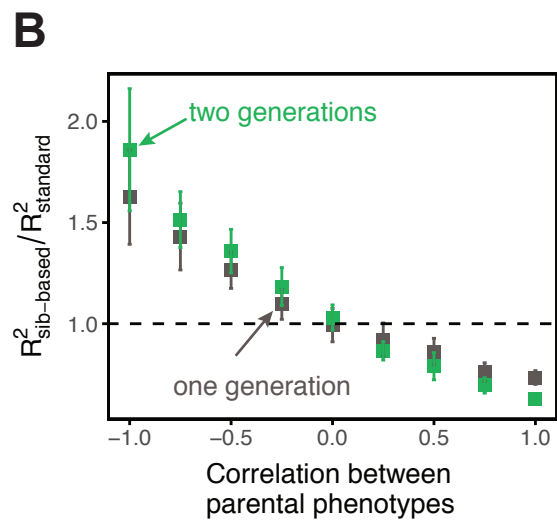 B
two generations
2.0
1.5
1.0
R²sib−based/R²standard
one generation
−1.0 −0.5 0.0 0.5 1.0
Correlation between
parental phenotypes